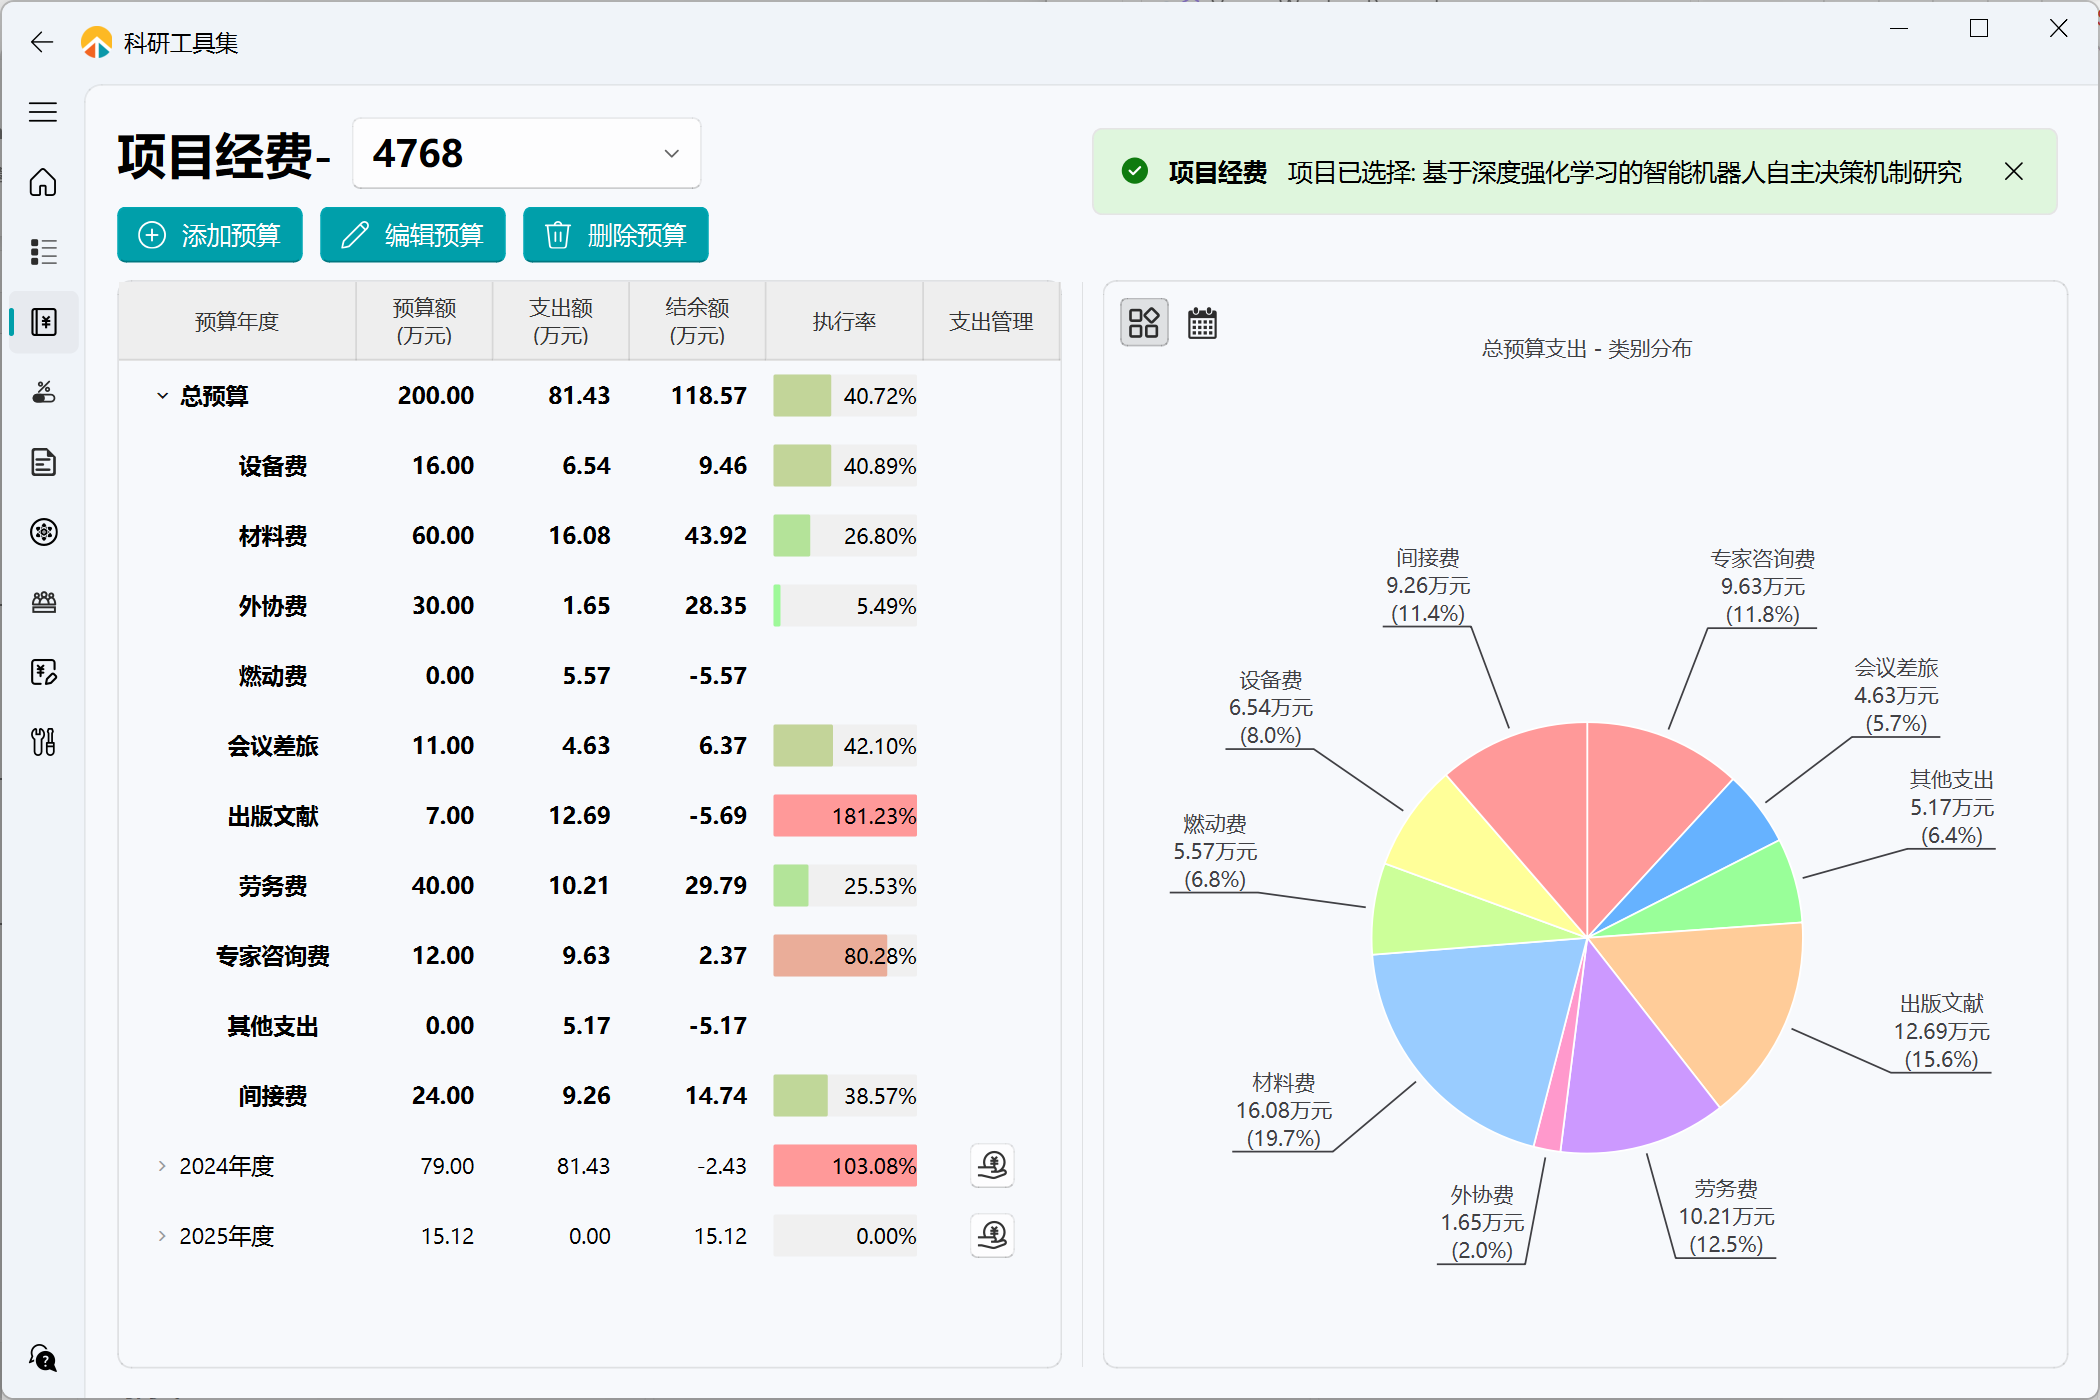 科研工具集
项目经费-
4768
项目经费 项目已选择: 基于深度强化学习的智能机器人自主决策机制研究
添加预算
编辑预算
删除预算
预算年度 预算额(万元) 支出额(万元) 结余额(万元) 执行率 支出管理
总预算 200.00 81.43 118.57 40.72%
设备费 16.00 6.54 9.46 40.89%
材料费 60.00 16.08 43.92 26.80%
外协费 30.00 1.65 28.35 5.49%
燃动费 0.00 5.57 -5.57
会议差旅 11.00 4.63 6.37 42.10%
出版文献 7.00 12.69 -5.69 181.23%
劳务费 40.00 10.21 29.79 25.53%
专家咨询费 12.00 9.63 2.37 80.28%
其他支出 0.00 5.17 -5.17
间接费 24.00 9.26 14.74 38.57%
2024年度 79.00 81.43 -2.43 103.08%
2025年度 15.12 0.00 15.12 0.00%
总预算支出 - 类别分布
间接费
9.26万元
(11.4%)
专家咨询费
9.63万元
(11.8%)
会议差旅
4.63万元
(5.7%)
设备费
6.54万元
(8.0%)
其他支出
5.17万元
(6.4%)
燃动费
5.57万元
(6.8%)
出版文献
12.69万元
(15.6%)
材料费
16.08万元
(19.7%)
外协费
1.65万元
(2.0%)
劳务费
10.21万元
(12.5%)